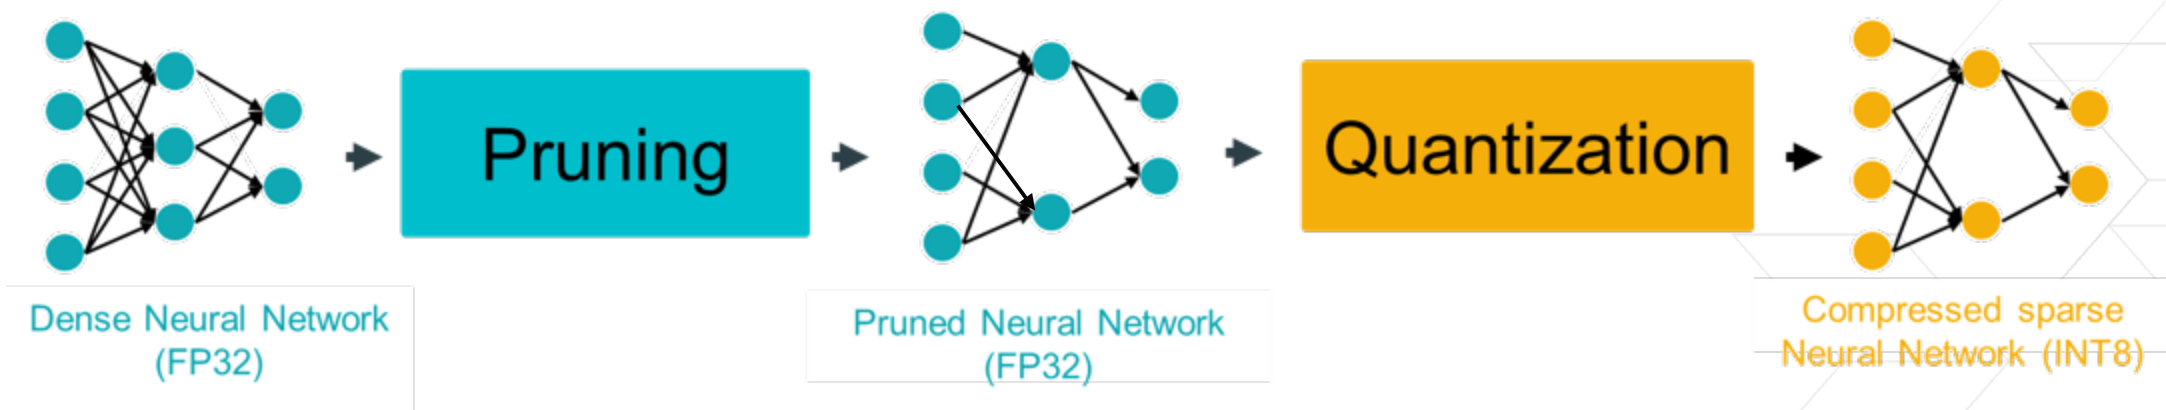 Pruning
Quantization
Dense Neural Network
(FP32)
Pruned Neural Network
(FP32)
Compressed sparse
Neural Network (INT8)